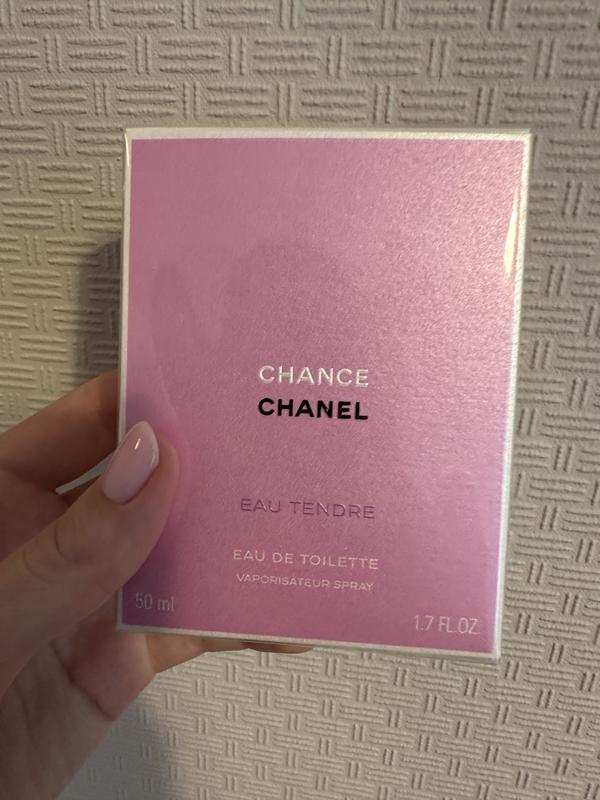 CHANCE
CHANEL
EAU TENDRE
EAU DE TOILETTE
VAPORISATEUR SPRAY
50 ml
1.7 FL.OZ.